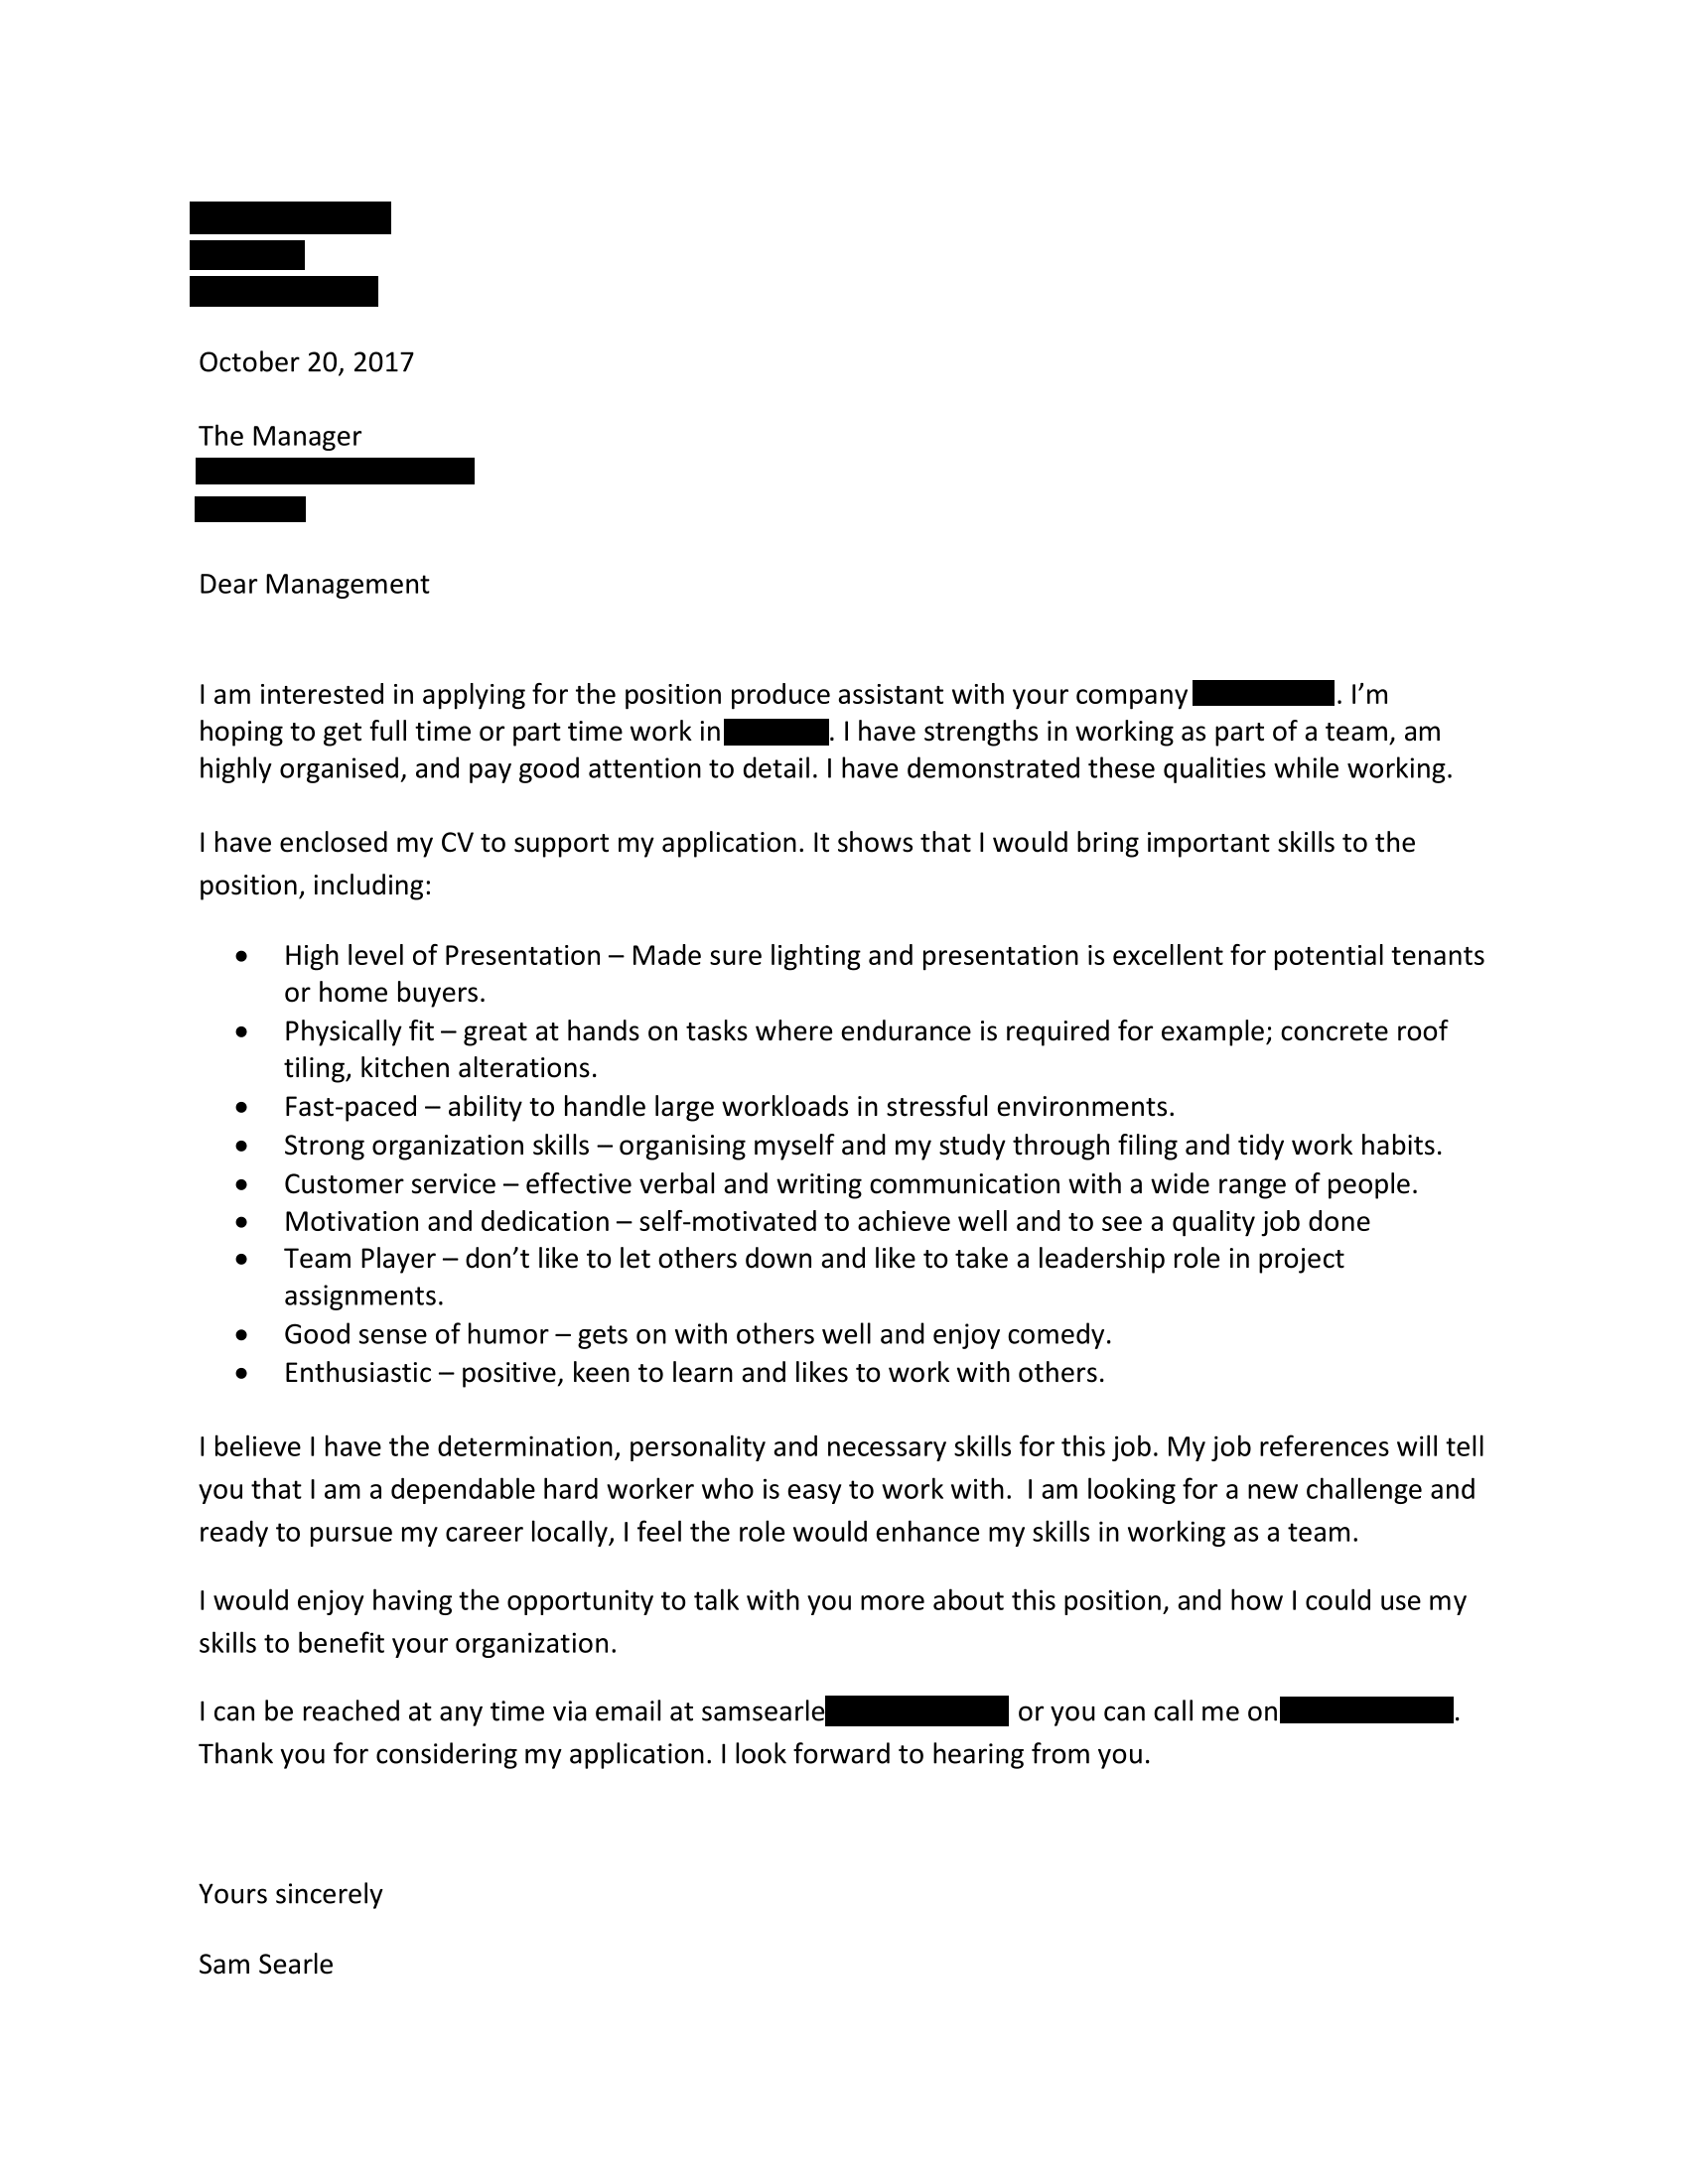 October 20, 2017
The Manager
Dear Management
I am interested in applying for the position produce assistant with your company . I’m
hoping to get full time or part time work in . I have strengths in working as part of a team, am
highly organised, and pay good attention to detail. I have demonstrated these qualities while working.
I have enclosed my CV to support my application. It shows that I would bring important skills to the
position, including:
• High level of Presentation – Made sure lighting and presentation is excellent for potential tenants
or home buyers.
• Physically fit – great at hands on tasks where endurance is required for example; concrete roof
tiling, kitchen alterations.
• Fast-paced – ability to handle large workloads in stressful environments.
• Strong organization skills – organising myself and my study through filing and tidy work habits.
• Customer service – effective verbal and writing communication with a wide range of people.
• Motivation and dedication – self-motivated to achieve well and to see a quality job done
• Team Player – don’t like to let others down and like to take a leadership role in project
assignments.
• Good sense of humor – gets on with others well and enjoy comedy.
• Enthusiastic – positive, keen to learn and likes to work with others.
I believe I have the determination, personality and necessary skills for this job. My job references will tell
you that I am a dependable hard worker who is easy to work with.  I am looking for a new challenge and
ready to pursue my career locally, I feel the role would enhance my skills in working as a team.
I would enjoy having the opportunity to talk with you more about this position, and how I could use my
skills to benefit your organization.
I can be reached at any time via email at samsearle or you can call me on .
Thank you for considering my application. I look forward to hearing from you.
Yours sincerely
Sam Searle